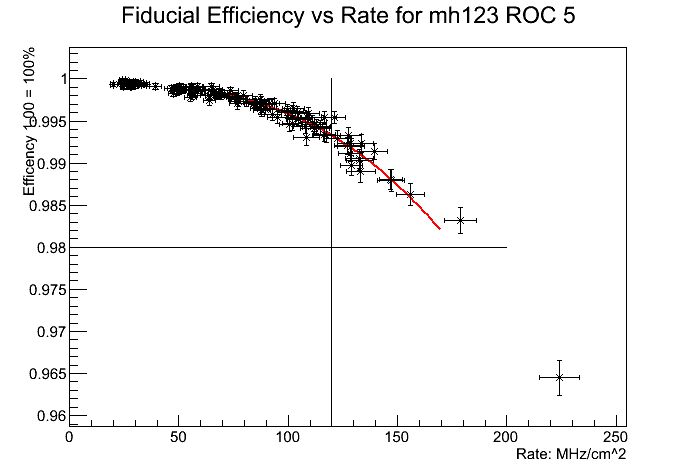 Fiducial Efficiency vs Rate for mh123 ROC 5
Efficency 1.00 = 100%
1
0.995
0.99
0.985
0.98
0.975
0.97
0.965
0.96
0 50 100 150 200 250
Rate: MHz/cm^2